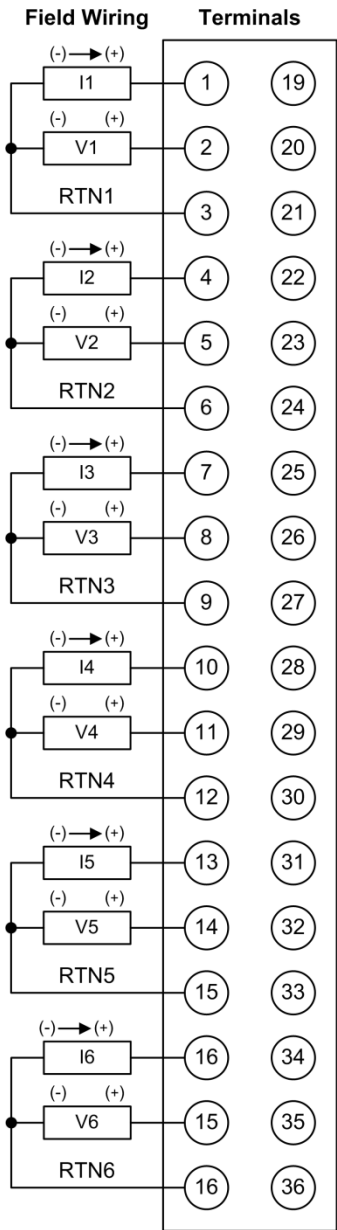 Field Wiring Terminals
(-) (+)
I1 1 19
(-) (+)
V1 2 20
RTN1 3 21
(-) (+)
I2 4 22
(-) (+)
V2 5 23
RTN2 6 24
(-) (+)
I3 7 25
(-) (+)
V3 8 26
RTN3 9 27
(-) (+)
I4 10 28
(-) (+)
V4 11 29
RTN4 12 30
(-) (+)
I5 13 31
(-) (+)
V5 14 32
RTN5 15 33
(-) (+)
I6 16 34
(-) (+)
V6 15 35
RTN6 16 36